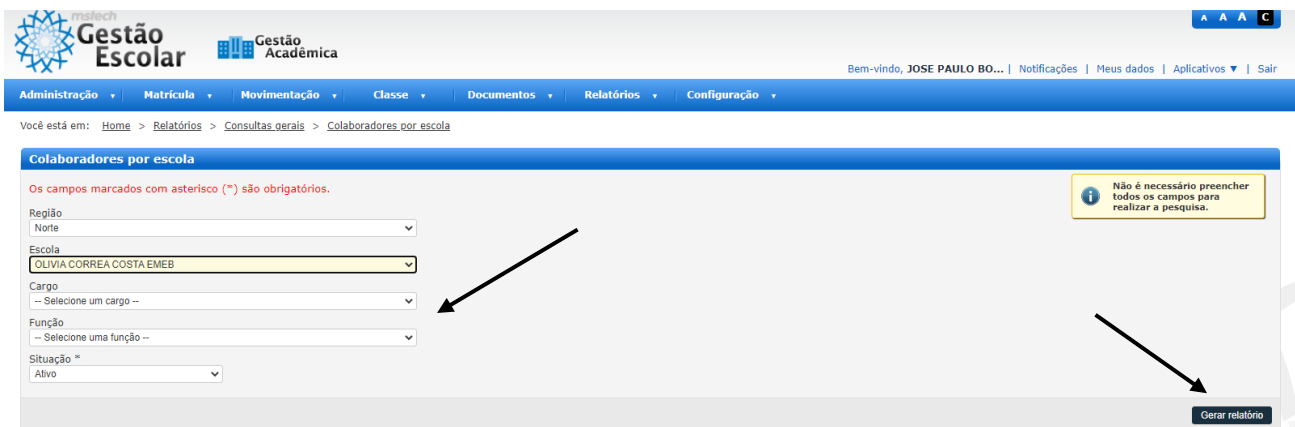 mstech
Gestão
Escolar
Gestão
Acadêmica
A A A C
Bem-vindo, JOSE PAULO BO... | Notificações | Meus dados | Aplicativos ▼ | Sair
Administração ▾ Matrícula ▾ Movimentação ▾ Classe ▾ Documentos ▾ Relatórios ▾ Configuração ▾
Você está em: Home > Relatórios > Consultas gerais > Colaboradores por escola
Colaboradores por escola
Os campos marcados com asterisco (*) são obrigatórios.
Não é necessário preencher
todos os campos para
realizar a pesquisa.
Região
Norte
Escola
OLIVIA CORREA COSTA EMEB
Cargo
-- Selecione um cargo --
Função
-- Selecione uma função --
Situação *
Ativo
Gerar relatório